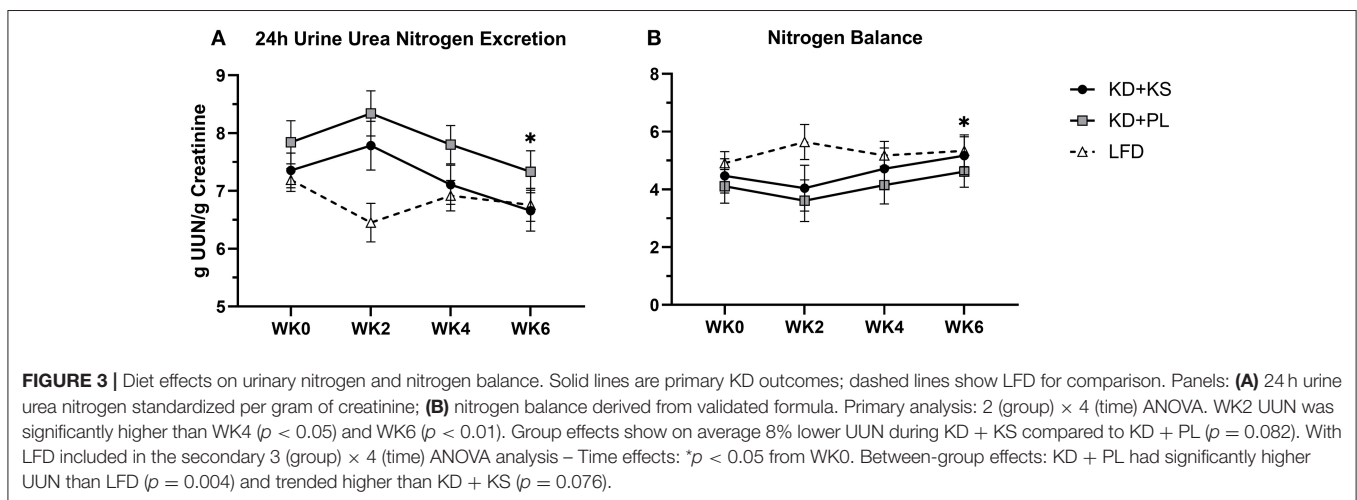 A 24h Urine Urea Nitrogen Excretion
g UUN/g Creatinine
9
8
7
6
5
WK0 WK2 WK4 WK6
*
B Nitrogen Balance
8
6
4
2
0
WK0 WK2 WK4 WK6
*
KD+KS
KD+PL
LFD
FIGURE 3 | Diet effects on urinary nitrogen and nitrogen balance. Solid lines are primary KD outcomes; dashed lines show LFD for comparison. Panels: (A) 24 h urine
urea nitrogen standardized per gram of creatinine; (B) nitrogen balance derived from validated formula. Primary analysis: 2 (group) × 4 (time) ANOVA. WK2 UUN was
significantly higher than WK4 (p < 0.05) and WK6 (p < 0.01). Group effects show on average 8% lower UUN during KD + KS compared to KD + PL (p = 0.082). With
LFD included in the secondary 3 (group) × 4 (time) ANOVA analysis – Time effects: *p < 0.05 from WK0. Between-group effects: KD + PL had significantly higher
UUN than LFD (p = 0.004) and trended higher than KD + KS (p = 0.076).